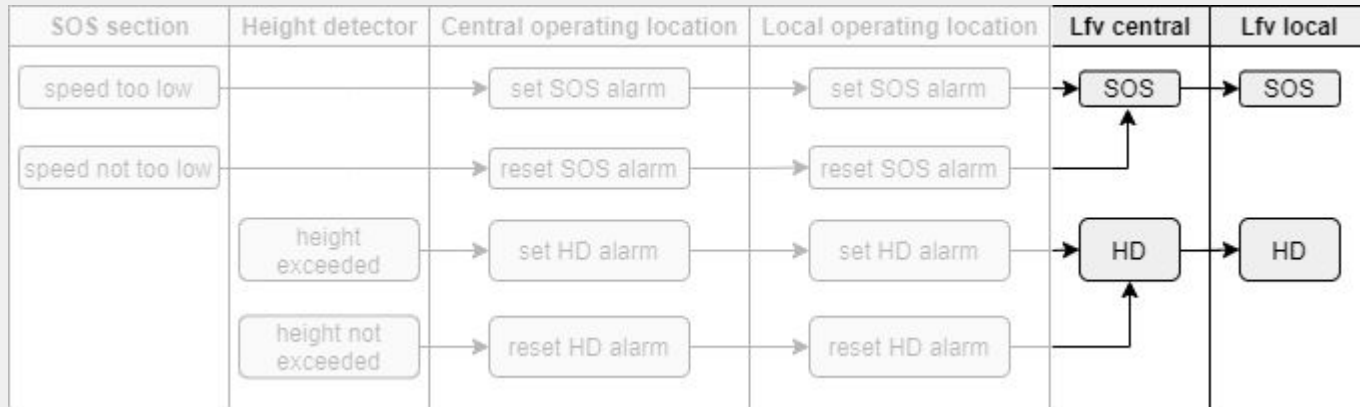 SOS section Height detector Central operating location Local operating location Lfv central Lfv local
speed too low set SOS alarm set SOS alarm SOS SOS
speed not too low reset SOS alarm reset SOS alarm
height
exceeded set HD alarm set HD alarm HD HD
height not
exceeded reset HD alarm reset HD alarm